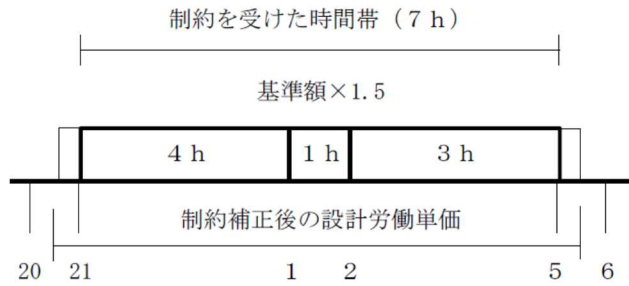 制約を受けた時間帯（７ｈ）
基準額×1.5
４ｈ １ｈ ３ｈ
制約補正後の設計労働単価
20 21 1 2 5 6